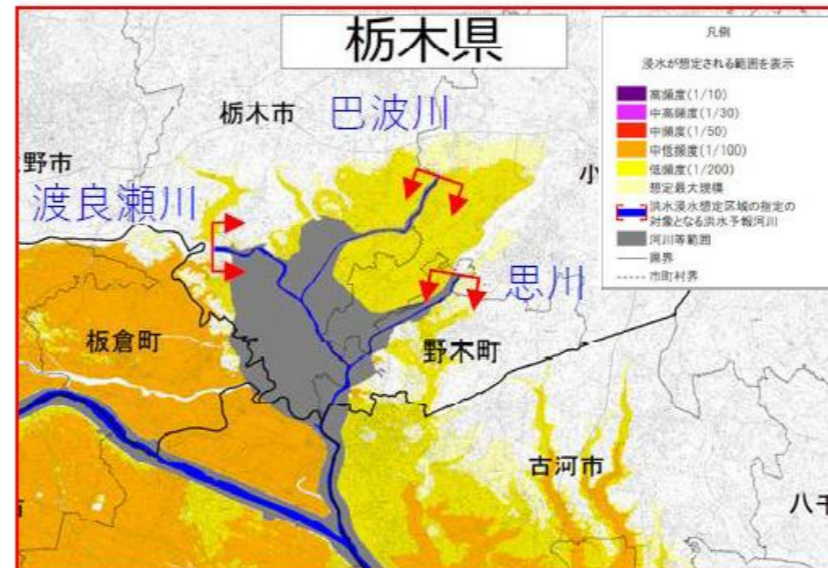 栃木県
凡例
浸水が想定される範囲を表示
高頻度(1/10)
中高頻度(1/30)
中頻度(1/50)
中低頻度(1/100)
低頻度(1/200)
想定最大規模
洪水浸水想定区域の指定の
対象となる洪水予報河川
河川等範囲
県界
市町村界
栃木市
巴波川
野市
小
渡良瀬川
思川
板倉町
野木町
古河市
八千